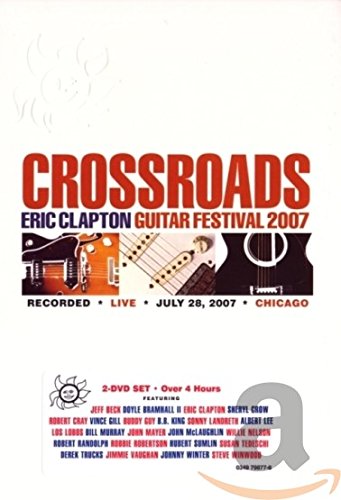 CROSSROADS
ERIC CLAPTON GUITAR FESTIVAL 2007
RECORDED * LIVE * JULY 28, 2007 * CHICAGO
2-DVD SET • Over 4 Hours
FEATURING
JEFF BECK DOYLE BRAMHALL II ERIC CLAPTON SHERYL CROW
ROBERT CRAY VINCE GILL BUDDY GUY B.B. KING SONNY LANDRETH ALBERT LEE
LOS LOBOS BILL MURRAY JOHN MAYER JOHN McLAUGHLIN WILLIE NELSON
ROBERT RANDOLPH ROBBIE ROBERTSON HUBERT SUMLIN SUSAN TEDESCHI
DEREK TRUCKS JIMMIE VAUGHAN JOHNNY WINTER STEVE WINWOOD
0349 79977-6
a